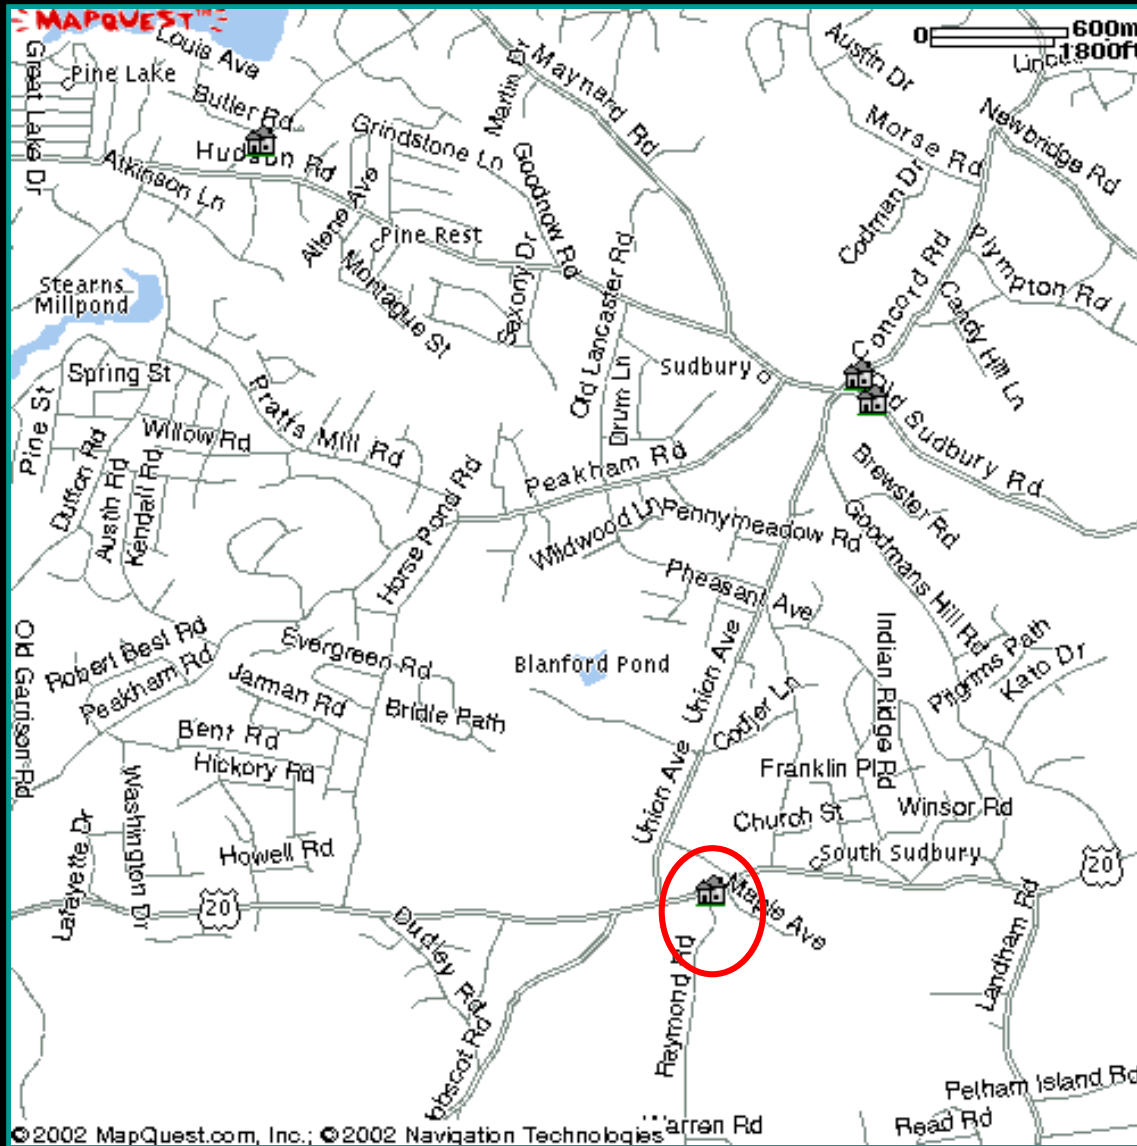 MAPQUEST™
0 600m
1800ft
Louis Ava
Pine Lake
Great Lake Dr
Butler Rd
Hudson Rd
Atkinson Ln
Grindstone Ln
Martin Dr
Maynard Rd
Goodnow Rd
Allene Ave
Pine Rest
Montague St
Saxony Dr
Old Lancaster Rd
Austin Dr
Morse Rd
Codman Dr
Newbridge Rd
Plympton Rd
Concord Rd
Candy Hill Ln
Stearns
Millpond
Spring St
Pine St
Willow Rd
Pratts Mill Rd
Dutton Rd
Austin Rd
Kendall Rd
Drum Ln
Sudbury
Old Sudbury Rd
Peakham Rd
Horse Pond Rd
Wildwood Ln
Pennymeadow Rd
Brewster Rd
Goodmans Hill Rd
Pheasant Ave
Old Garrison Rd
Robert Best Rd
Peakham Rd
Evergreen Rd
Jarman Rd
Bridle Path
Bent Rd
Hickory Rd
Blanford Pond
Union Ave
Union Ave
Codjer Ln
Indian Ridge Rd
Pilgrims Path
Kato Dr
Franklin Pl
Church St
Winsor Rd
Washington Dr
Lafayette Dr
Howell Rd
South Sudbury
20
20
Dudley Rd
Maple Ave
Raymond Rd
Landham Rd
obscot Rd
Pelham Island Rd
Read Rd
arren Rd
©2002 MapQuest.com, Inc.; ©2002 Navigation Technologies